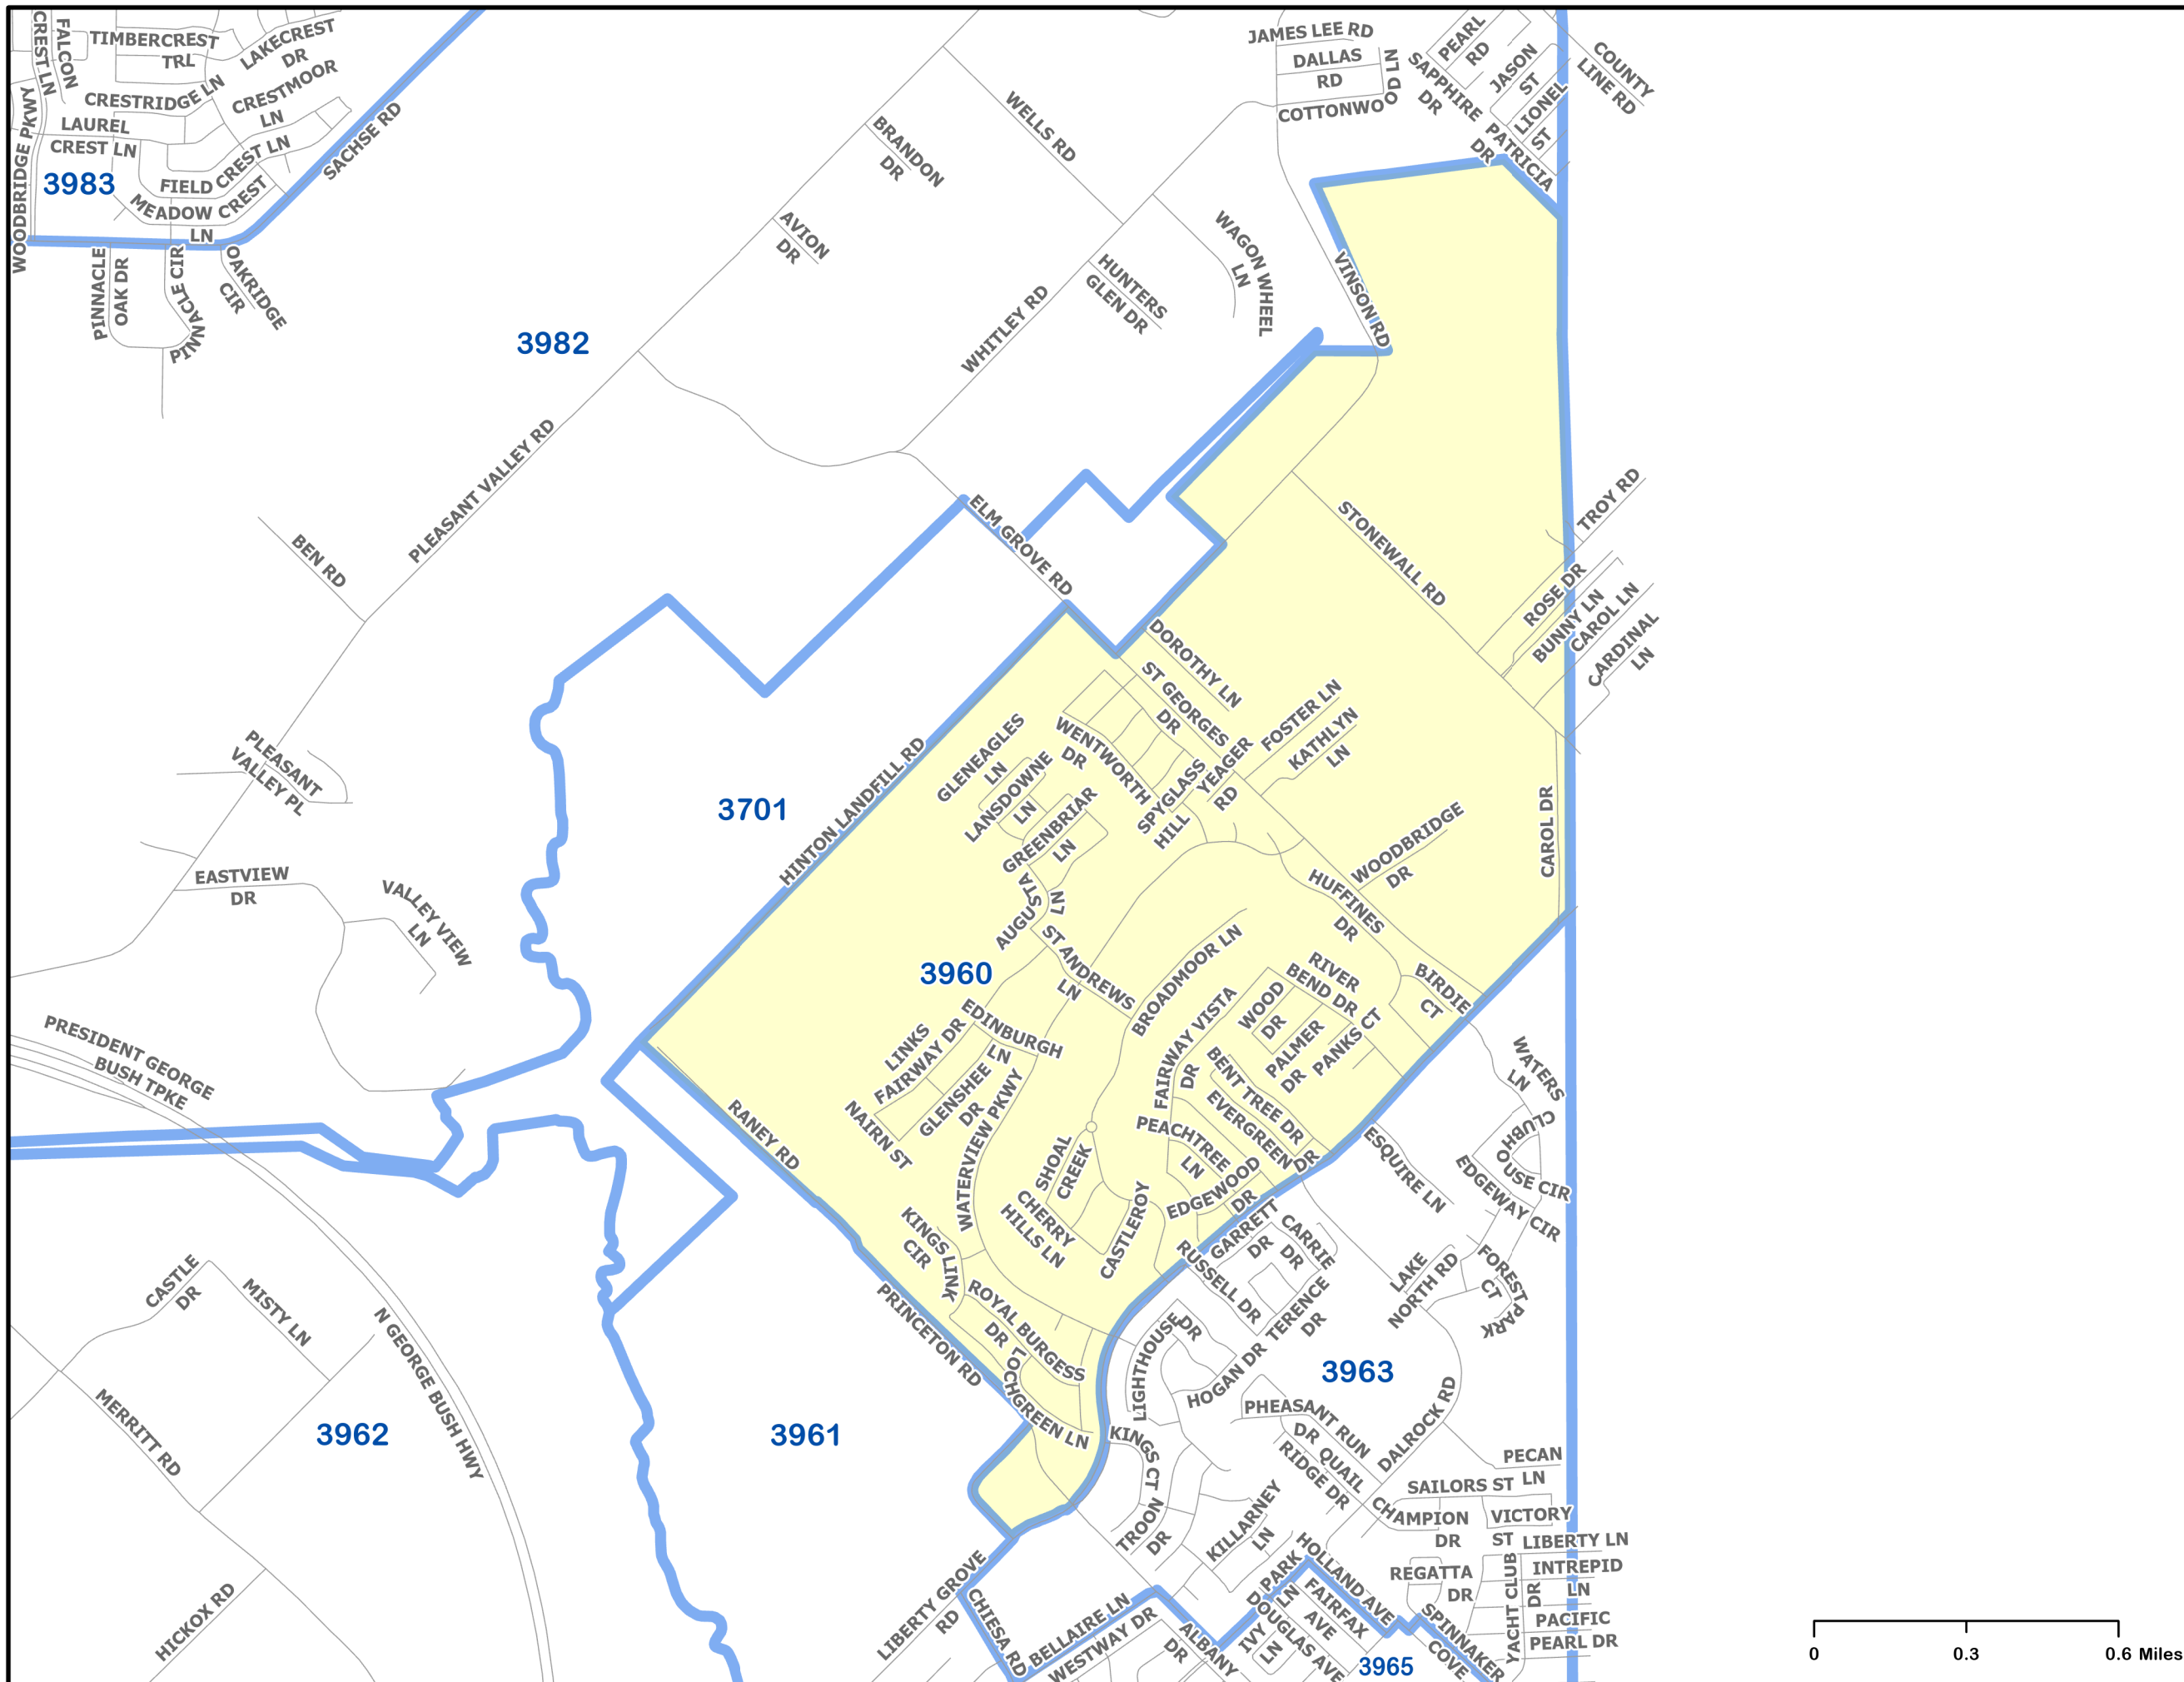 CREST LN
FALCON
TIMBERCREST
TRL
LAKECREST
DR
CRESTRIDGE LN
CRESTMOOR
LN
LAUREL
CREST LN
WOODBRIDGE PKWY
3983
FIELD CREST LN
MEADOW CREST
LN
SACHSE RD
PINNACLE
OAK DR
PINNACLE CIR
OAKRIDGE
CIR
3982
AVION
DR
BRANDON
DR
WELLS RD
WHITLEY RD
HUNTERS
GLEN DR
WAGON WHEEL
LN
JAMES LEE RD
DALLAS
RD
COTTONWOOD LN
PEARL
RD
SAPPHIRE
DR
JASON
ST
LIONEL
ST
PATRICIA
DR
COUNTY
LINE RD
VINSON RD
PLEASANT VALLEY RD
BEN RD
ELM GROVE RD
STONEWALL RD
TROY RD
ROSE DR
BUNNY LN
CAROL LN
CARDINAL
LN
CAROL DR
PLEASANT
VALLEY PL
EASTVIEW
DR
VALLEY VIEW
LN
3701
HINTON LANDFILL RD
DOROTHY LN
ST GEORGES
DR
FOSTER LN
KATHLYN
LN
YEAGER
RD
WENTWORTH
DR
SPYGLASS
HILL
GLENEAGLES
LN
LANSDOWNE
LN
GREENBRIAR
LN
AUGUSTA
LN
ST ANDREWS
LN
WOODBRIDGE
DR
HUFFINES
DR
BIRDIE
CT
3960
BROADMOOR LN
RIVER
BEND DR
WOOD
DR
PALMER
DR
PANKS CT
FAIRWAY VISTA
DR
BENT TREE DR
EVERGREEN DR
PEACHTREE
LN
EDGEWOOD
DR
EDINBURGH
LN
LINKS
FAIRWAY DR
GLENSHEE
DR
NAIRN ST
WATERVIEW PKWY
SHOAL
CREEK
CHERRY
HILLS LN
CASTLEROY
RANEY RD
KINGS LINK
CIR
ROYAL BURGESS
DR
LOCHGREEN LN
PRINCETON RD
PRESIDENT GEORGE
BUSH TPKE
N GEORGE BUSH HWY
CASTLE
DR
MISTY LN
MERRITT RD
HICKOX RD
3962
3961
WATERS
LN
CLUBHOUSE CIR
EDGEWAY CIR
ESQUIRE LN
FOREST PARK
CT
LAKE
NORTH RD
GARRETT
DR
CARRIE
DR
RUSSELL DR
TERENCE
DR
HOGAN DR
LIGHTHOUSE
DR
3963
DALROCK RD
PHEASANT RUN
DR
QUAIL
RIDGE DR
KINGS CT
TROON
DR
KILLARNEY
LN
PECAN
LN
SAILORS ST
CHAMPION
DR
VICTORY
ST
LIBERTY LN
INTREPID
LN
REGATTA
DR
YACHT CLUB
DR
PACIFIC
PEARL DR
SPINNAKER
COVE
HOLLAND AVE
PARK
LN
FAIRFAX
AVE
DOUGLAS AVE
IVY
LN
ALBANY
DR
LIBERTY GROVE
RD
CHIESA RD
BELLAIRE LN
WESTWAY DR
3965
0 0.3 0.6 Miles